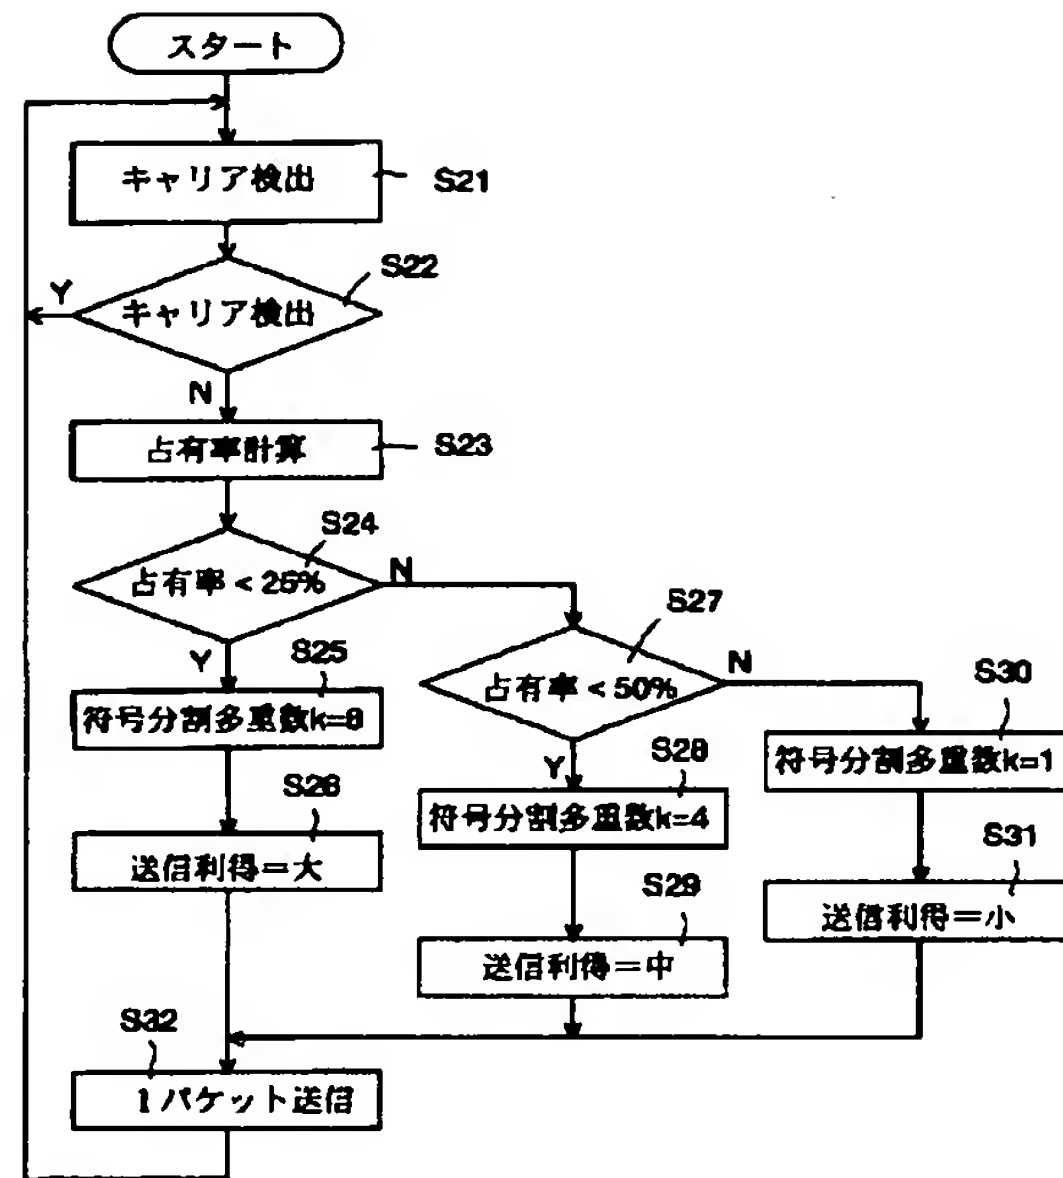 スタート
キャリア検出
S21
S22
Y
キャリア検出
N
占有率計算
S23
S24
占有率<25%
N
Y
S25
符号分割多重数k=8
S26
送信利得=大
S27
占有率<50%
N
Y
S28
符号分割多重数k=4
S29
送信利得=中
S30
符号分割多重数k=1
S31
送信利得=小
S32
1パケット送信